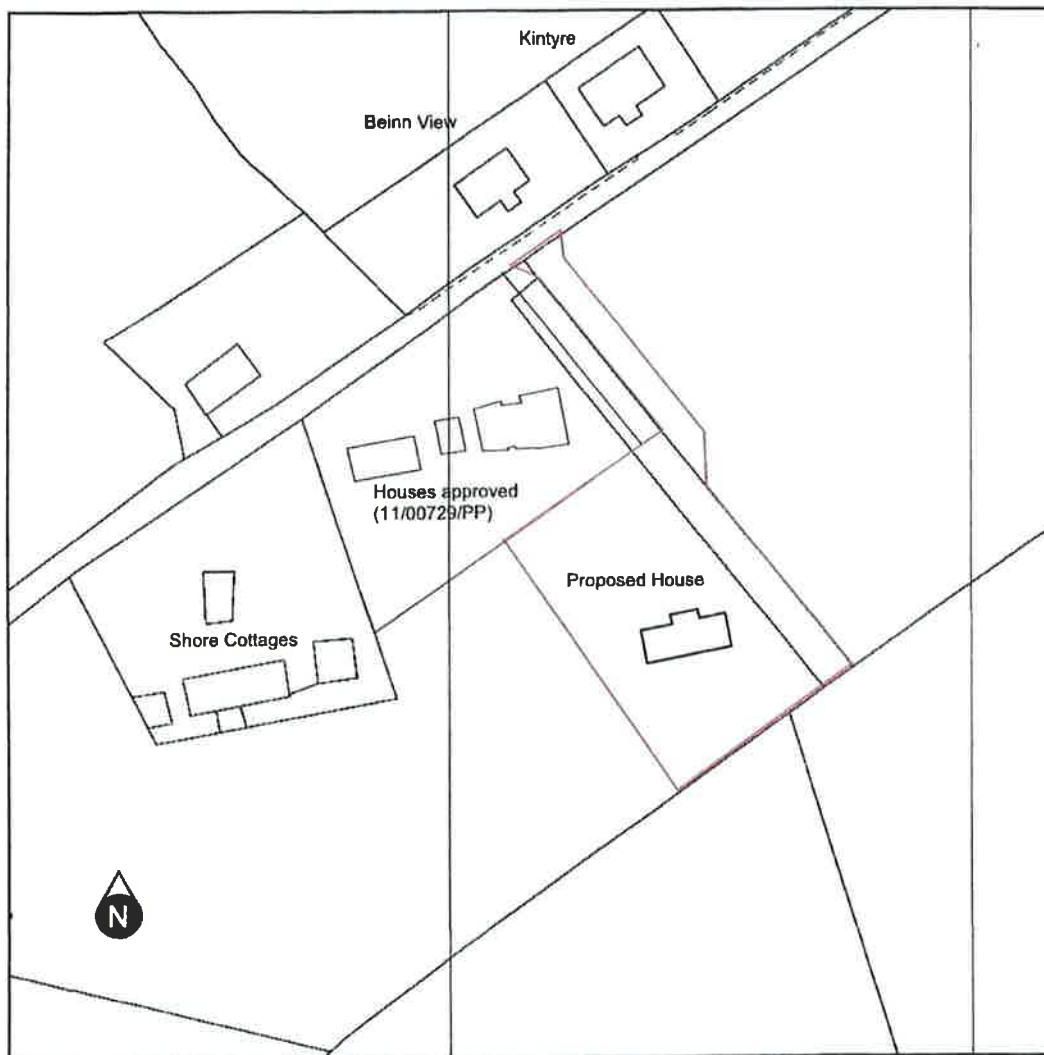 Kintyre
Beinn View
Houses approved
(11/00729/PP)
Proposed House
Shore Cottages
N